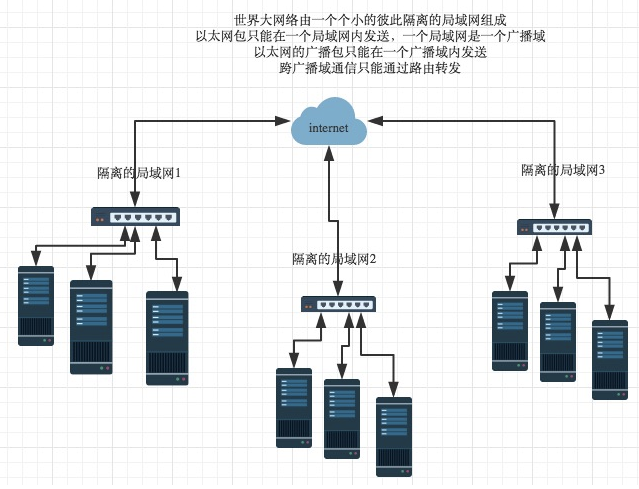 世界大网络由一个个小的彼此隔离的局域网组成
以太网包只能在一个局域网内发送，一个局域网是一个广播域
以太网的广播包只能在一个广播域内发送
跨广播域通信只能通过路由转发
internet
隔离的局域网1
隔离的局域网3
隔离的局域网2